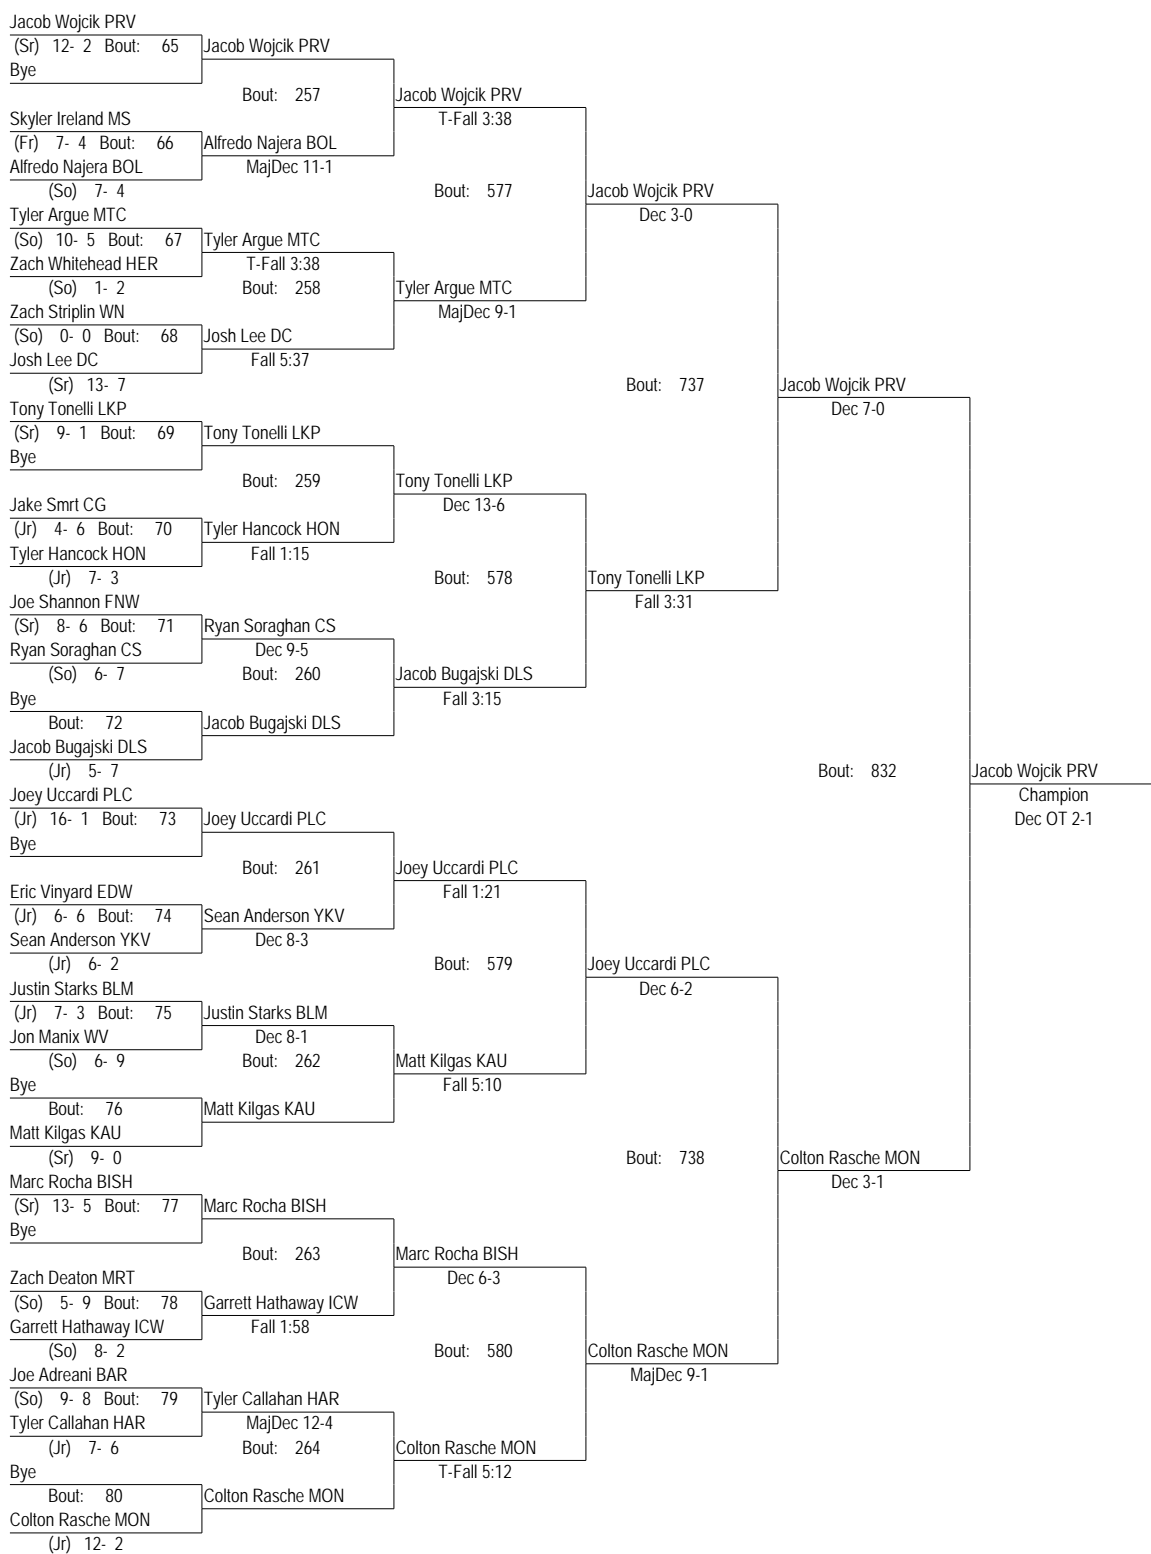 Jacob Wojcik PRV
(Sr) 12- 2 Bout: 65 Jacob Wojcik PRV
Bye
Bout: 257 Jacob Wojcik PRV
Skyler Ireland MS T-Fall 3:38
(Fr) 7- 4 Bout: 66 Alfredo Najera BOL
Alfredo Najera BOL MajDec 11-1
(So) 7- 4 Bout: 577 Jacob Wojcik PRV
Tyler Argue MTC Dec 3-0
(So) 10- 5 Bout: 67 Tyler Argue MTC
Zach Whitehead HER T-Fall 3:38
(So) 1- 2 Bout: 258 Tyler Argue MTC
Zach Striplin WN MajDec 9-1
(So) 0- 0 Bout: 68 Josh Lee DC
Josh Lee DC Fall 5:37
(Sr) 13- 7 Bout: 737 Jacob Wojcik PRV
Tony Tonelli LKP Dec 7-0
(Sr) 9- 1 Bout: 69 Tony Tonelli LKP
Bye
Bout: 259 Tony Tonelli LKP
Jake Smrt CG Dec 13-6
(Jr) 4- 6 Bout: 70 Tyler Hancock HON
Tyler Hancock HON Fall 1:15
(Jr) 7- 3 Bout: 578 Tony Tonelli LKP
Joe Shannon FNW Fall 3:31
(Sr) 8- 6 Bout: 71 Ryan Soraghan CS
Ryan Soraghan CS Dec 9-5
(So) 6- 7 Bout: 260 Jacob Bugajski DLS
Bye Fall 3:15
Bout: 72 Jacob Bugajski DLS
Jacob Bugajski DLS
(Jr) 5- 7 Bout: 832 Jacob Wojcik PRV
Joey Uccardi PLC Champion
(Jr) 16- 1 Bout: 73 Joey Uccardi PLC Dec OT 2-1
Bye
Bout: 261 Joey Uccardi PLC
Eric Vinyard EDW Fall 1:21
(Jr) 6- 6 Bout: 74 Sean Anderson YKV
Sean Anderson YKV Dec 8-3
(Jr) 6- 2 Bout: 579 Joey Uccardi PLC
Justin Starks BLM Dec 6-2
(Jr) 7- 3 Bout: 75 Justin Starks BLM
Jon Manix WV Dec 8-1
(So) 6- 9 Bout: 262 Matt Kilgas KAU
Bye Fall 5:10
Bout: 76 Matt Kilgas KAU
Matt Kilgas KAU
(Sr) 9- 0 Bout: 738 Colton Rasche MON
Marc Rocha BISH Dec 3-1
(Sr) 13- 5 Bout: 77 Marc Rocha BISH
Bye
Bout: 263 Marc Rocha BISH
Zach Deaton MRT Dec 6-3
(So) 5- 9 Bout: 78 Garrett Hathaway ICW
Garrett Hathaway ICW Fall 1:58
(So) 8- 2 Bout: 580 Colton Rasche MON
Joe Adreani BAR MajDec 9-1
(So) 9- 8 Bout: 79 Tyler Callahan HAR
Tyler Callahan HAR MajDec 12-4
(Jr) 7- 6 Bout: 264 Colton Rasche MON
Bye T-Fall 5:12
Bout: 80 Colton Rasche MON
Colton Rasche MON
(Jr) 12- 2